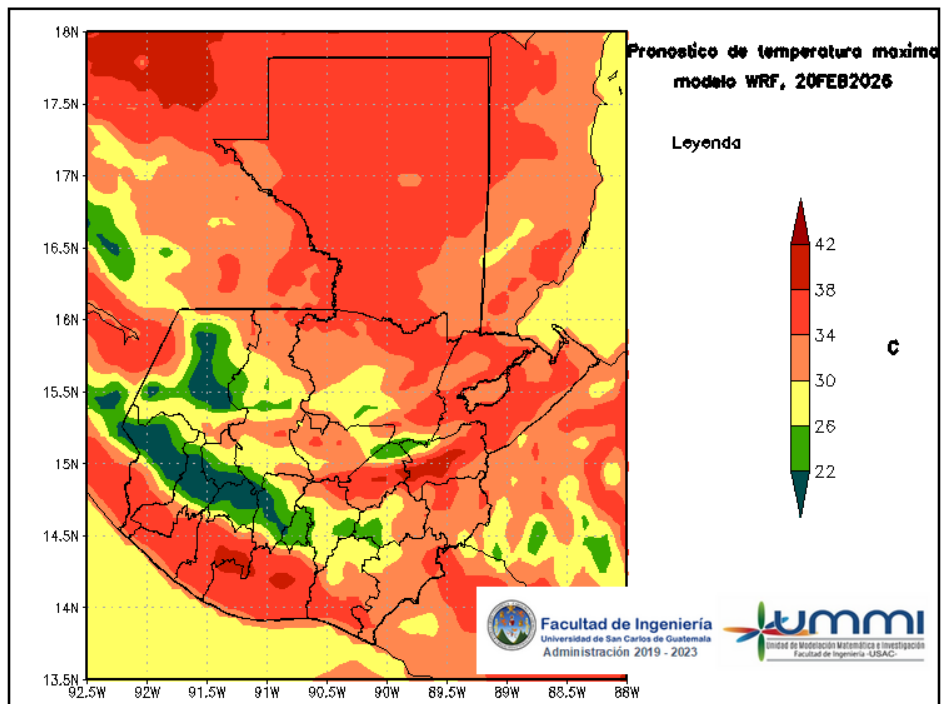 Pronostico de temperatura maxima
modelo WRF, 20FEB2026
Leyenda
42
38
34
30
26
22
C
18N
17.5N
17N
16.5N
16N
15.5N
15N
14.5N
14N
13.5N
92.5W
92W
91.5W
91W
90.5W
90W
89.5W
89W
88.5W
88W
Facultad de Ingeniería
Universidad de San Carlos de Guatemala
Administración 2019 - 2023
ummi
Unidad de Modelación Matemática e Investigación
Facultad de Ingeniería -USAC-